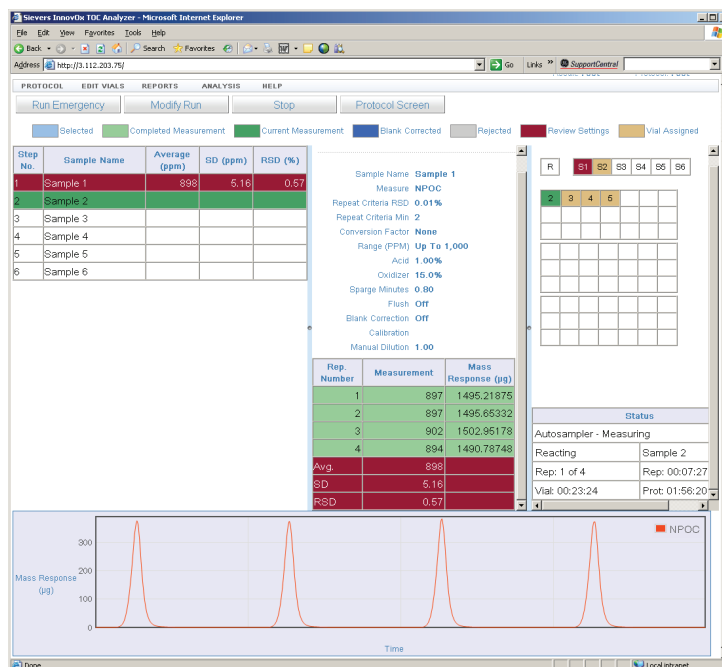 Sievers InnovOx TOC Analyzer - Microsoft Internet Explorer
File Edit View Favorites Tools Help
Back Search Favorites
Address http://3.112.203.75/ Go Links » SupportCentral
PROTOCOL EDIT VIALS REPORTS ANALYSIS HELP
Run Emergency Modify Run Stop Protocol Screen
Selected Completed Measurement Current Measurement Blank Corrected Rejected Review Settings Vial Assigned
Step No. Sample Name Average (ppm) SD (ppm) RSD (%)
1 Sample 1 898 5.16 0.57
2 Sample 2
3 Sample 3
4 Sample 4
5 Sample 5
6 Sample 6
Sample Name Sample 1
Measure NPOC
Repeat Criteria RSD 0.01%
Repeat Criteria Min 2
Conversion Factor None
Range (PPM) Up To 1,000
Acid 1.00%
Oxidizer 15.0%
Sparge Minutes 0.80
Flush Off
Blank Correction Off
Calibration
Manual Dilution 1.00
Rep. Number Measurement Mass Response (µg)
1 897 1495.21875
2 897 1495.65332
3 902 1502.95178
4 894 1490.78748
Avg. 898
SD 5.16
RSD 0.57
R S1 S2 S3 S4 S5 S6
2 3 4 5
Status
Autosampler - Measuring
Reacting Sample 2
Rep: 1 of 4 Rep: 00:07:27
Vial: 00:23:24 Prot: 01:56:20
NPOC
300
200
100
0
Mass Response
(µg)
Time
Done Local intranet